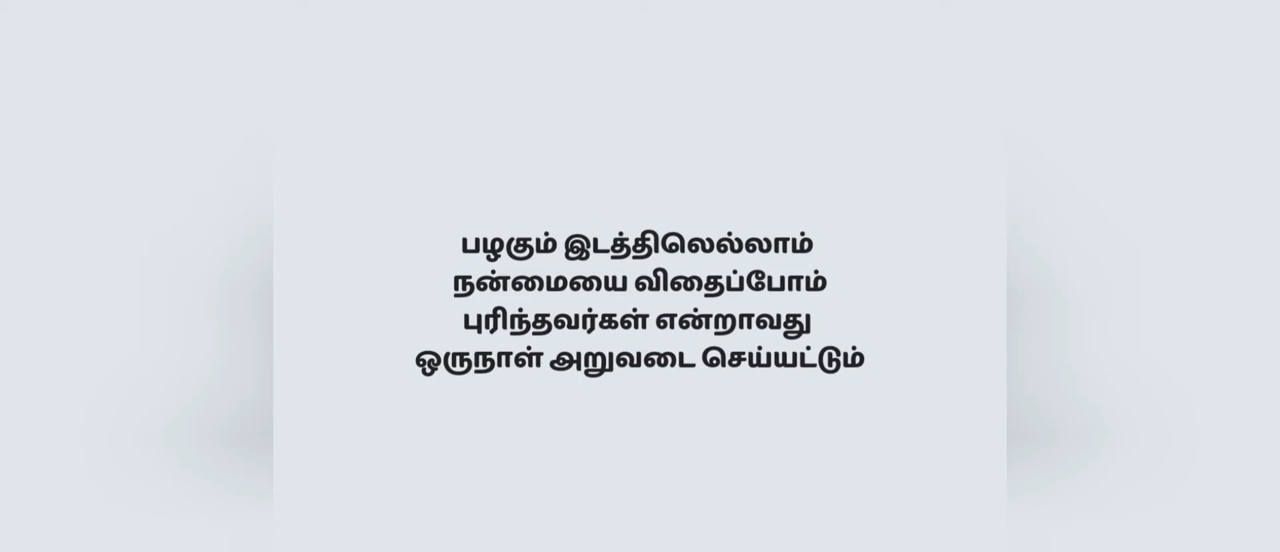 பழகும் இடத்திலெல்லாம்
நன்மையை விதைப்போம்
புரிந்தவர்கள் என்றாவது
ஒருநாள் அறுவடை செய்யட்டும்